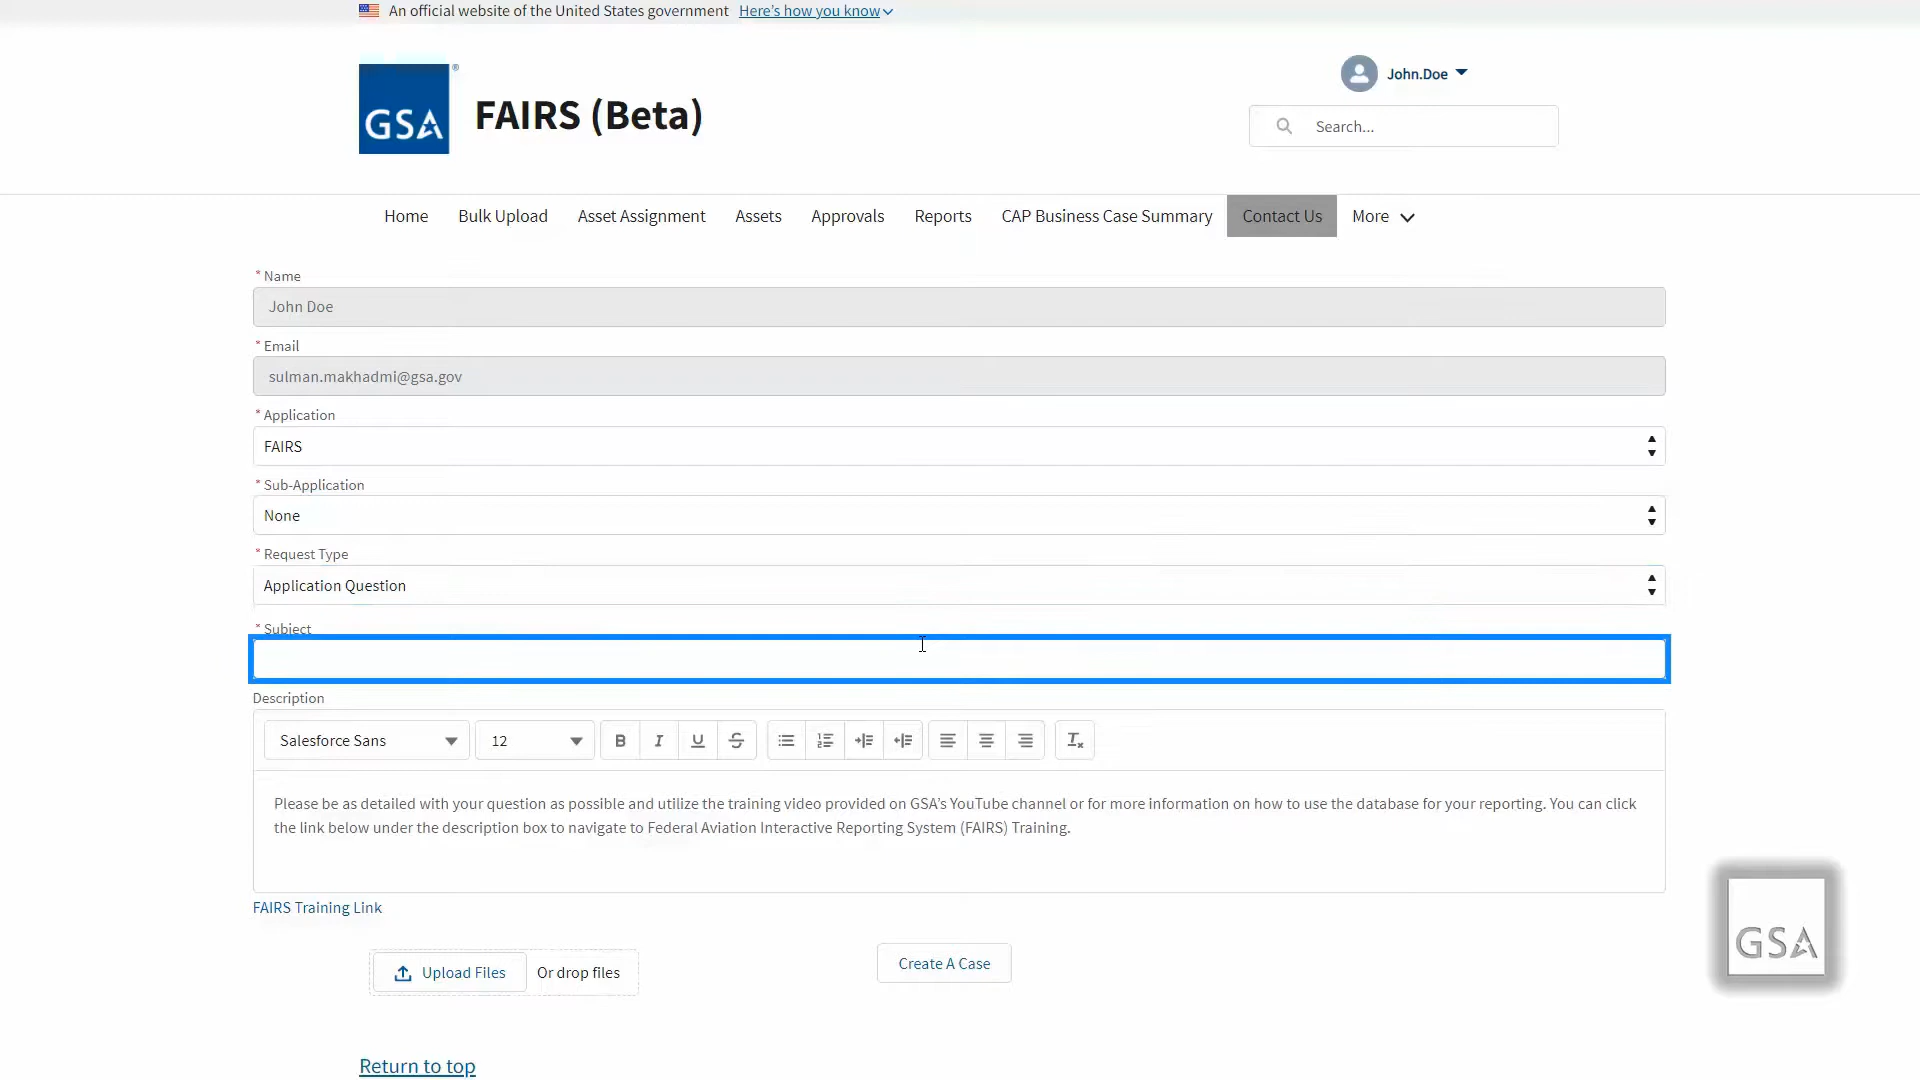 An official website of the United States government Here's how you know
GSA
®
FAIRS (Beta)
John.Doe
Search...
Home Bulk Upload Asset Assignment Assets Approvals Reports CAP Business Case Summary Contact Us More
* Name
John Doe
* Email
sulman.makhadmi@gsa.gov
* Application
FAIRS
* Sub-Application
None
* Request Type
Application Question
* Subject
Description
Salesforce Sans 12 B I U S
Please be as detailed with your question as possible and utilize the training video provided on GSA's YouTube channel or for more information on how to use the database for your reporting. You can click
the link below under the description box to navigate to Federal Aviation Interactive Reporting System (FAIRS) Training.
FAIRS Training Link
Upload Files Or drop files
Create A Case
GSA
Return to top